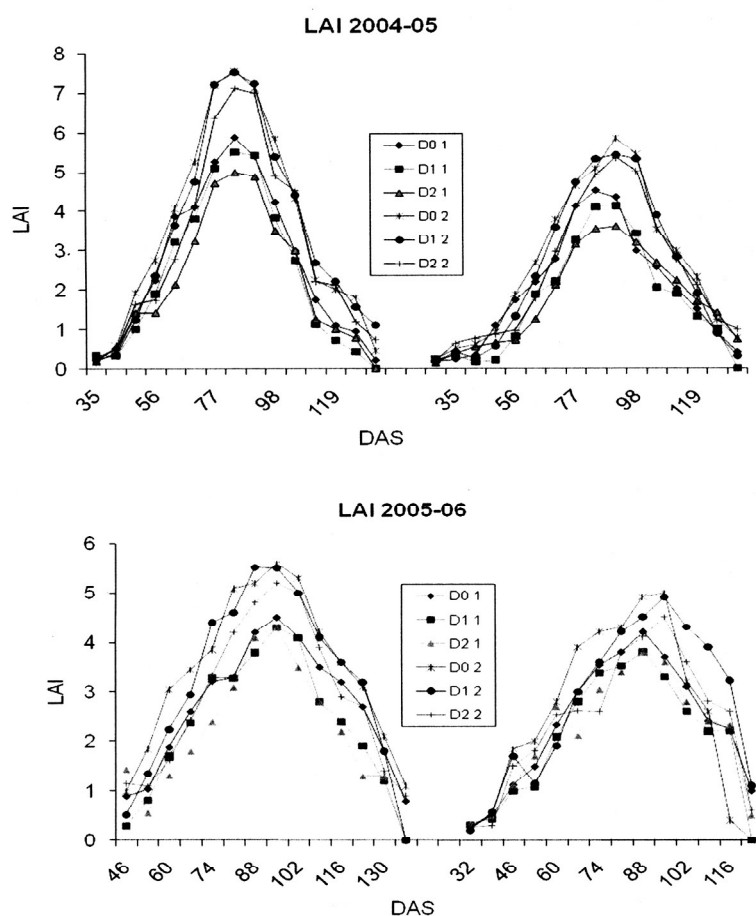 LAI 2004-05
8
7
6
5
4
3
2
1
0
LAI
D0 1
D1 1
D2 1
D0 2
D1 2
D2 2
35 56 77 98 119 35 56 77 98 119
DAS
LAI 2005-06
6
5
4
3
2
1
0
LAI
D0 1
D1 1
D2 1
D0 2
D1 2
D2 2
46 60 74 88 102 116 130 32 46 60 74 88 102 116
DAS